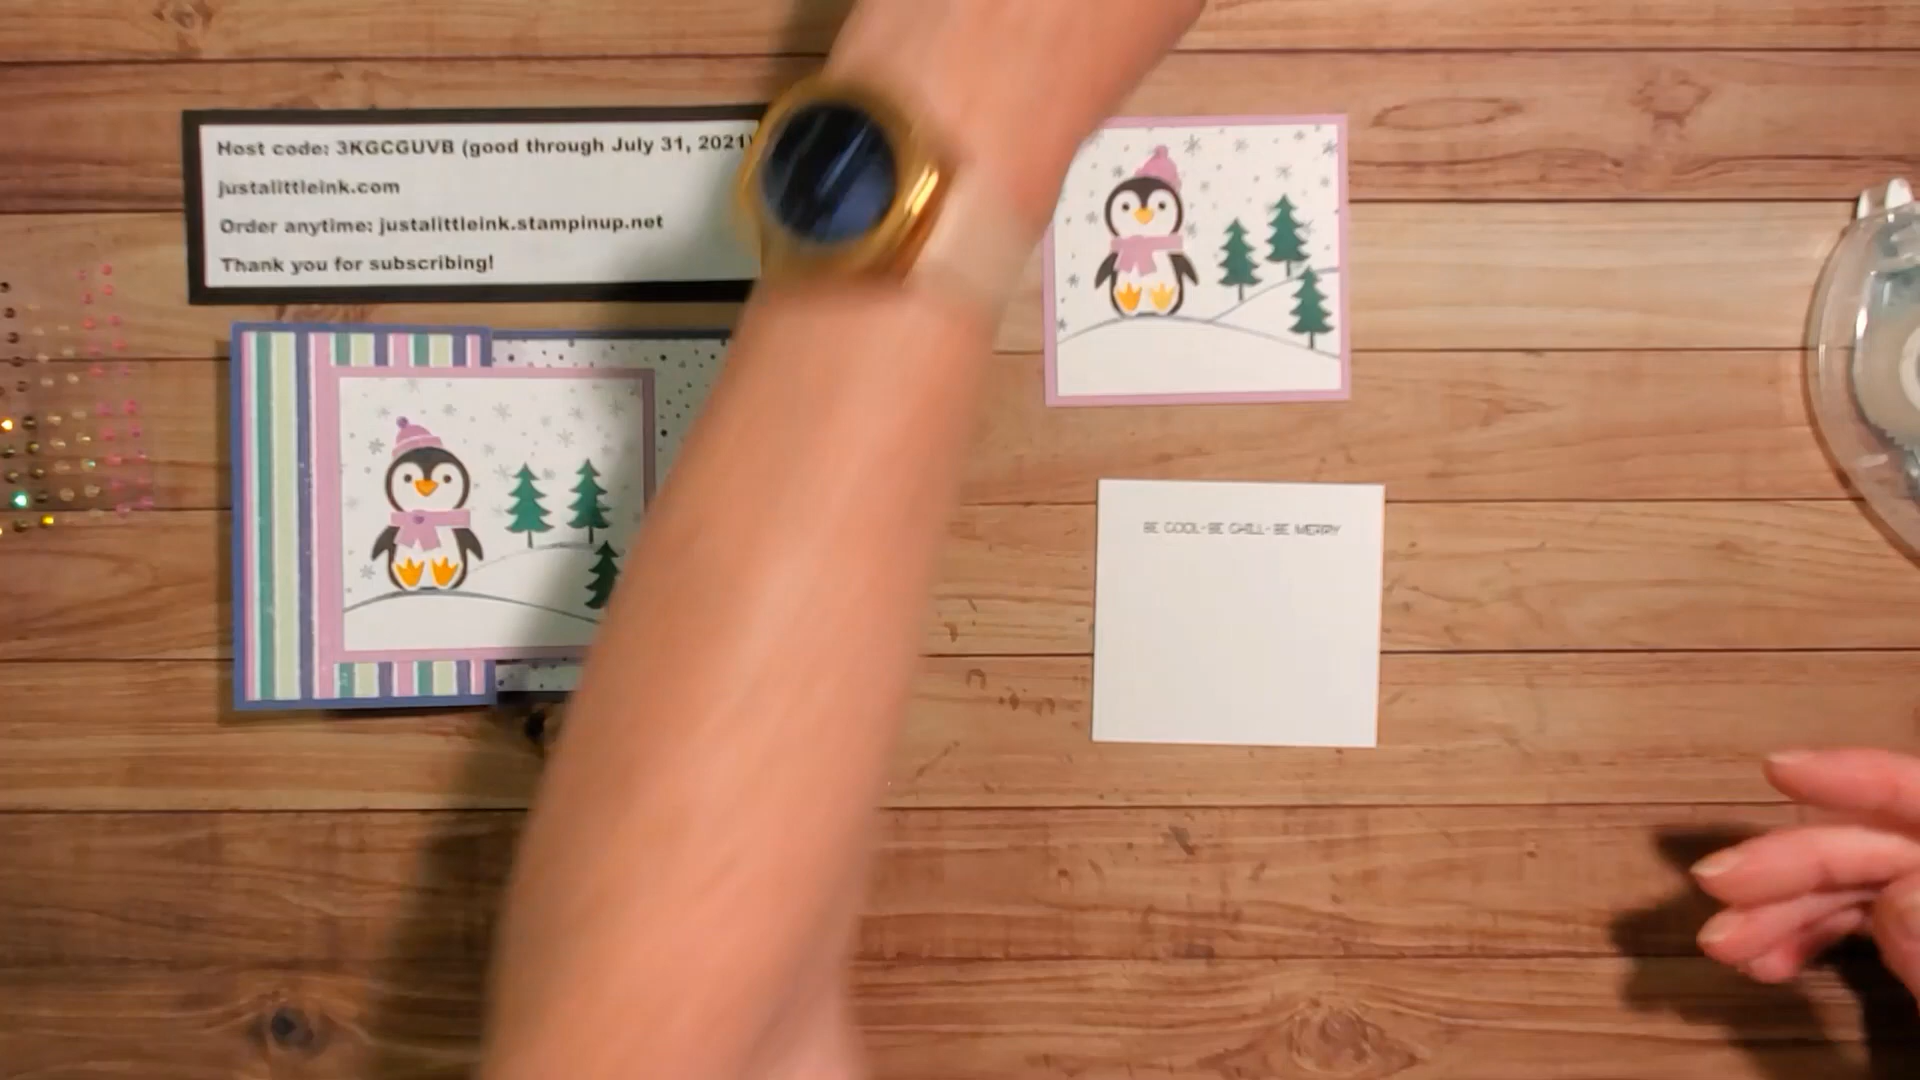 Host code: 3KGCGUVB (good through July 31, 2021)
justalittleink.com
Order anytime: justalittleink.stampinup.net
Thank you for subscribing!
BE COOL-BE CHILL-BE MERRY